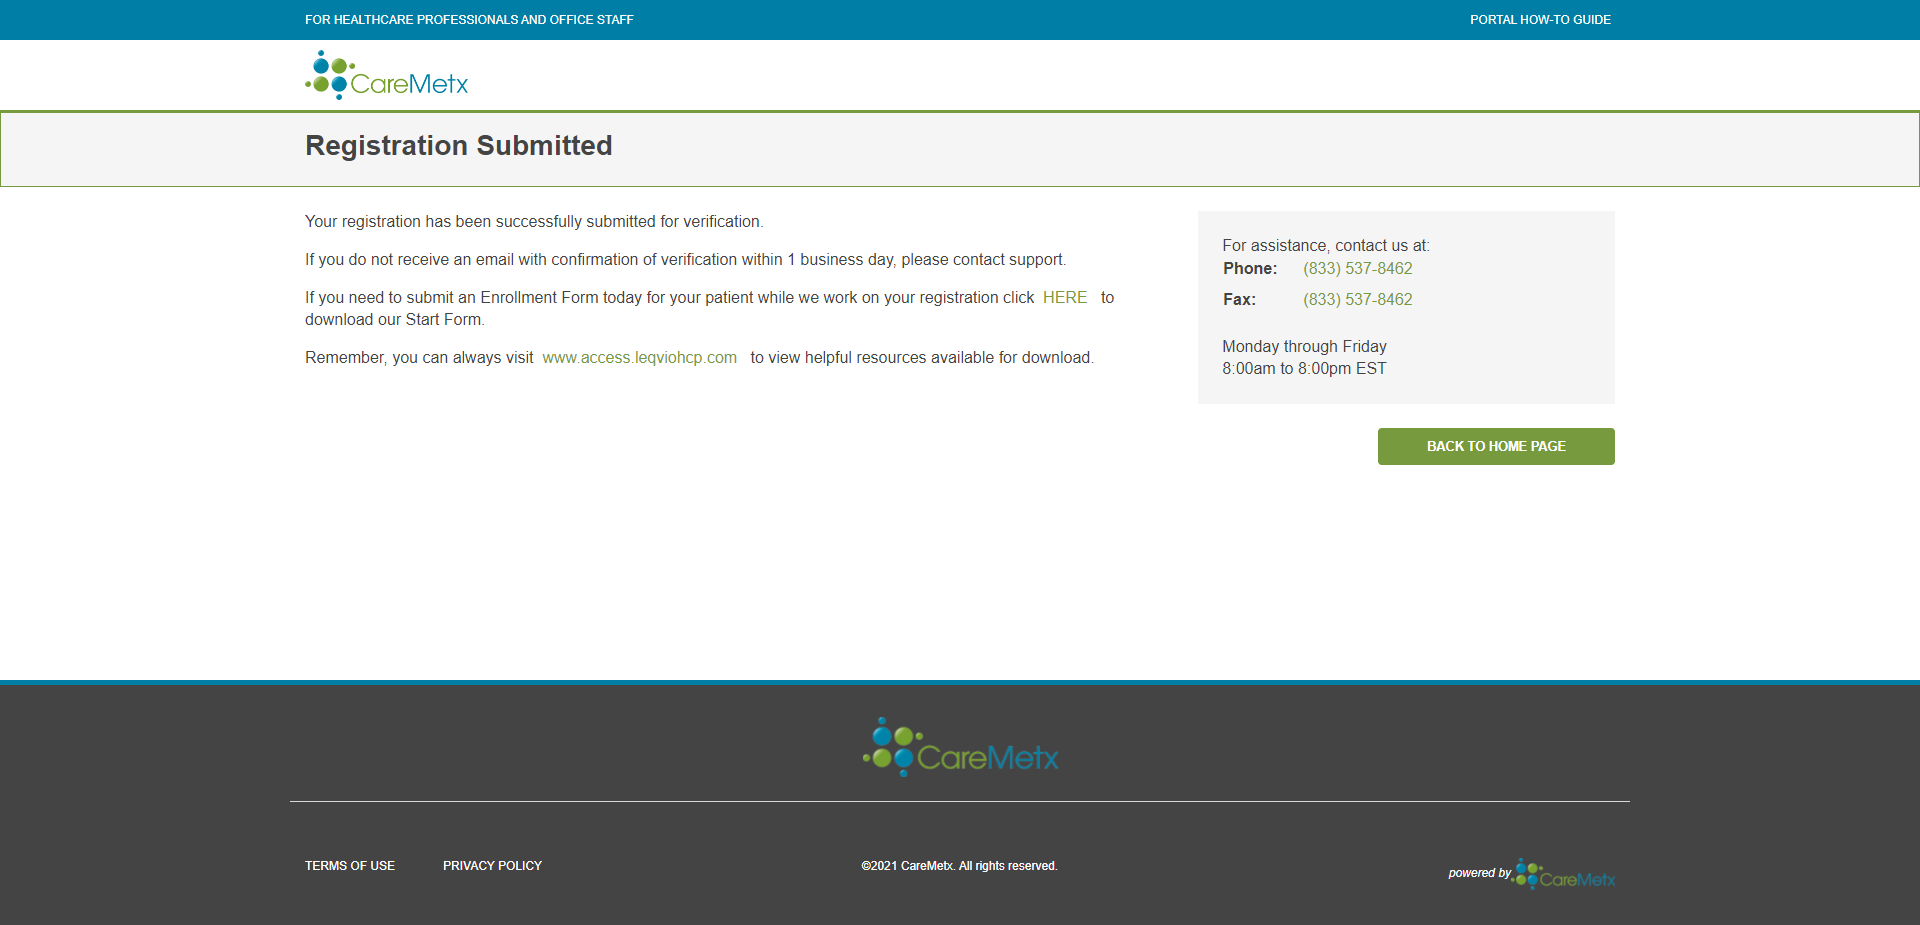 FOR HEALTHCARE PROFESSIONALS AND OFFICE STAFF
PORTAL HOW-TO GUIDE
CareMetx
Registration Submitted
Your registration has been successfully submitted for verification.
If you do not receive an email with confirmation of verification within 1 business day, please contact support.
If you need to submit an Enrollment Form today for your patient while we work on your registration click HERE to
download our Start Form.
Remember, you can always visit www.access.leqviohcp.com to view helpful resources available for download.
For assistance, contact us at:
Phone: (833) 537-8462
Fax: (833) 537-8462
Monday through Friday
8:00am to 8:00pm EST
BACK TO HOME PAGE
CareMetx
TERMS OF USE
PRIVACY POLICY
©2021 CareMetx. All rights reserved.
powered by CareMetx